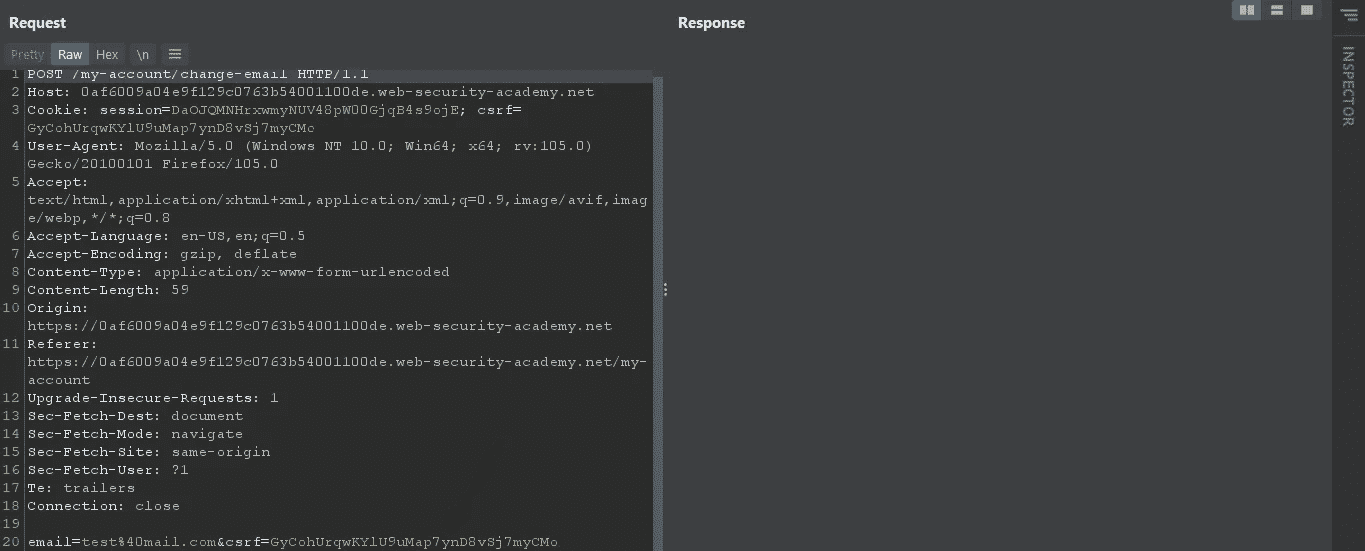 Request
Response
Pretty Raw Hex \n
INSPECTOR
1 POST /my-account/change-email HTTP/1.1
2 Host: 0af6009a04e9f129c0763b54001100de.web-security-academy.net
3 Cookie: session=DaOJQMNHrxwmyNUV48pW00GjqB4s9ojE; csrf=
GyCohUrqwKYlU9uMap7ynD8vSj7myCMo
4 User-Agent: Mozilla/5.0 (Windows NT 10.0; Win64; x64; rv:105.0)
Gecko/20100101 Firefox/105.0
5 Accept:
text/html,application/xhtml+xml,application/xml;q=0.9,image/avif,imag
e/webp,*/*;q=0.8
6 Accept-Language: en-US,en;q=0.5
7 Accept-Encoding: gzip, deflate
8 Content-Type: application/x-www-form-urlencoded
9 Content-Length: 59
10 Origin:
https://0af6009a04e9f129c0763b54001100de.web-security-academy.net
11 Referer:
https://0af6009a04e9f129c0763b54001100de.web-security-academy.net/my-
account
12 Upgrade-Insecure-Requests: 1
13 Sec-Fetch-Dest: document
14 Sec-Fetch-Mode: navigate
15 Sec-Fetch-Site: same-origin
16 Sec-Fetch-User: ?1
17 Te: trailers
18 Connection: close
19
20 email=test%40mail.com&csrf=GyCohUrqwKYlU9uMap7ynD8vSj7myCMo